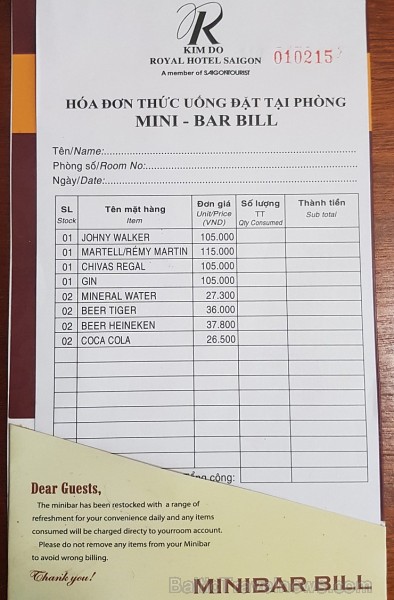 R
KIM DO
ROYAL HOTEL SAIGON
A member of SAIGONTOURIST
010215
HÓA ĐƠN THỨC UỐNG ĐẶT TẠI PHÒNG
MINI - BAR BILL
Tên/Name:
Phòng số/Room No:
Ngày/Date:
SL Stock Tên mặt hàng Item Đơn giá Unit/Price (VND) Số lượng TT Qty Consumed Thành tiền Sub total
01 JOHNY WALKER 105.000
01 MARTELL/RÉMY MARTIN 115.000
01 CHIVAS REGAL 105.000
01 GIN 105.000
02 MINERAL WATER 27.300
02 BEER TIGER 36.000
02 BEER HEINEKEN 37.800
02 COCA COLA 26.500
cộng:
Dear Guests,
The minibar has been restocked with a range of
refreshment for your convenience daily and any items
consumed will be charged directy to yourroom account.
Please do not remove any items from your Minibar
to avoid wrong billing.
Thank you!
MINIBAR BILL